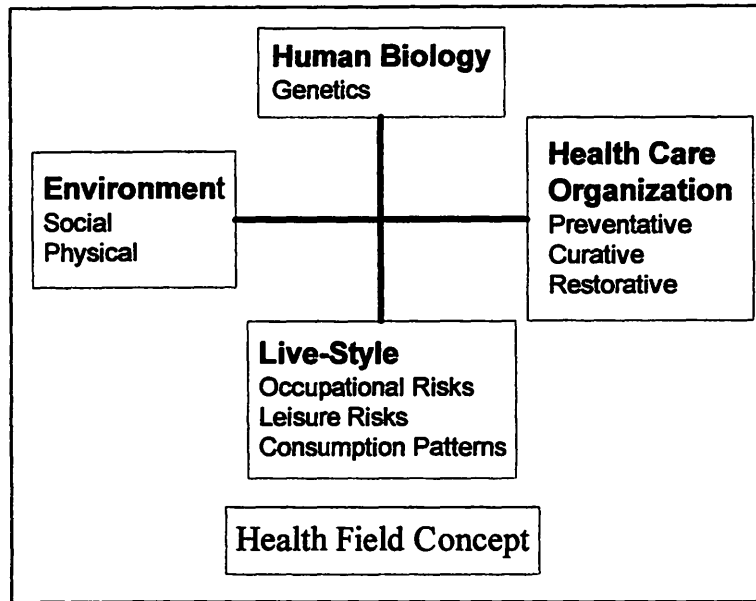 Human Biology
Genetics
Environment
Social
Physical
Health Care
Organization
Preventative
Curative
Restorative
Live-Style
Occupational Risks
Leisure Risks
Consumption Patterns
Health Field Concept